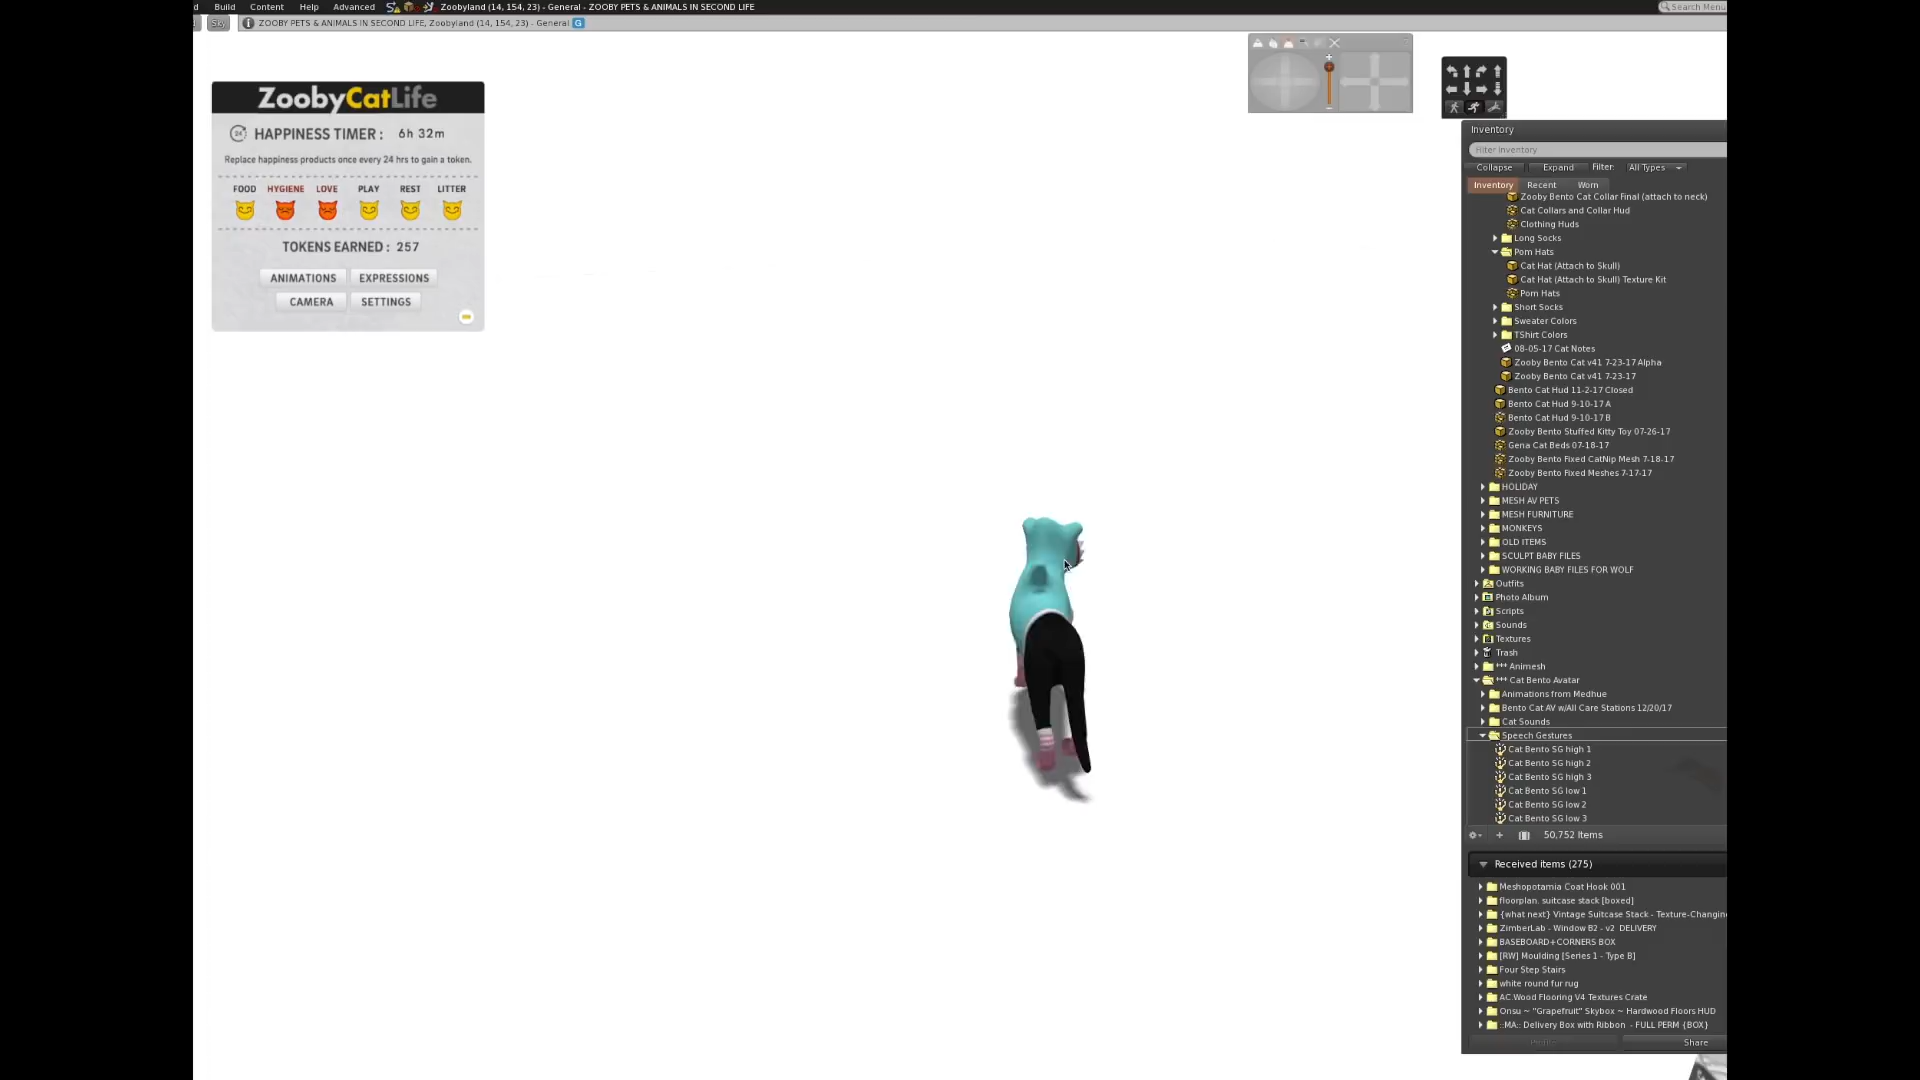 Build Content Help Advanced Zoobyland (14, 154, 23) - General - ZOOBY PETS & ANIMALS IN SECOND LIFE
Search Menu
Sky ZOOBY PETS & ANIMALS IN SECOND LIFE, Zoobyland (14, 154, 23) - General G
ZoobyCatLife
24 HAPPINESS TIMER : 6h 32m
Replace happiness products once every 24 hrs to gain a token.
FOOD HYGIENE LOVE PLAY REST LITTER
TOKENS EARNED : 257
ANIMATIONS EXPRESSIONS
CAMERA SETTINGS
Inventory
Filter Inventory
Collapse Expand Filter: All Types
Inventory Recent Worn
Zooby Bento Cat Collar Final (attach to neck)
Cat Collars and Collar Hud
Clothing Huds
Long Socks
Pom Hats
Cat Hat (Attach to Skull)
Cat Hat (Attach to Skull) Texture Kit
Pom Hats
Short Socks
Sweater Colors
TShirt Colors
08-05-17 Cat Notes
Zooby Bento Cat v41 7-23-17 Alpha
Zooby Bento Cat v41 7-23-17
Bento Cat Hud 11-2-17 Closed
Bento Cat Hud 9-10-17 A
Bento Cat Hud 9-10-17 B
Zooby Bento Stuffed Kitty Toy 07-26-17
Gena Cat Beds 07-18-17
Zooby Bento Fixed CatNip Mesh 7-18-17
Zooby Bento Fixed Meshes 7-17-17
HOLIDAY
MESH AV PETS
MESH FURNITURE
MONKEYS
OLD ITEMS
SCULPT BABY FILES
WORKING BABY FILES FOR WOLF
Outfits
Photo Album
Scripts
Sounds
Textures
Trash
*** Animesh
*** Cat Bento Avatar
Animations from Medhue
Bento Cat AV w/All Care Stations 12/20/17
Cat Sounds
Speech Gestures
Cat Bento SG high 1
Cat Bento SG high 2
Cat Bento SG high 3
Cat Bento SG low 1
Cat Bento SG low 2
Cat Bento SG low 3
50,752 Items
Received items (275)
Meshopotamia Coat Hook 001
floorplan. suitcase stack [boxed]
{what next} Vintage Suitcase Stack - Texture-Changin
ZimberLab - Window B2 - v2 DELIVERY
BASEBOARD+CORNERS BOX
[RW] Moulding [Series 1 - Type B]
Four Step Stairs
white round fur rug
AC.Wood Flooring V4 Textures Crate
Onsu ~ "Grapefruit" Skybox ~ Hardwood Floors HUD
::MA:: Delivery Box with Ribbon - FULL PERM {BOX}
Profile Share